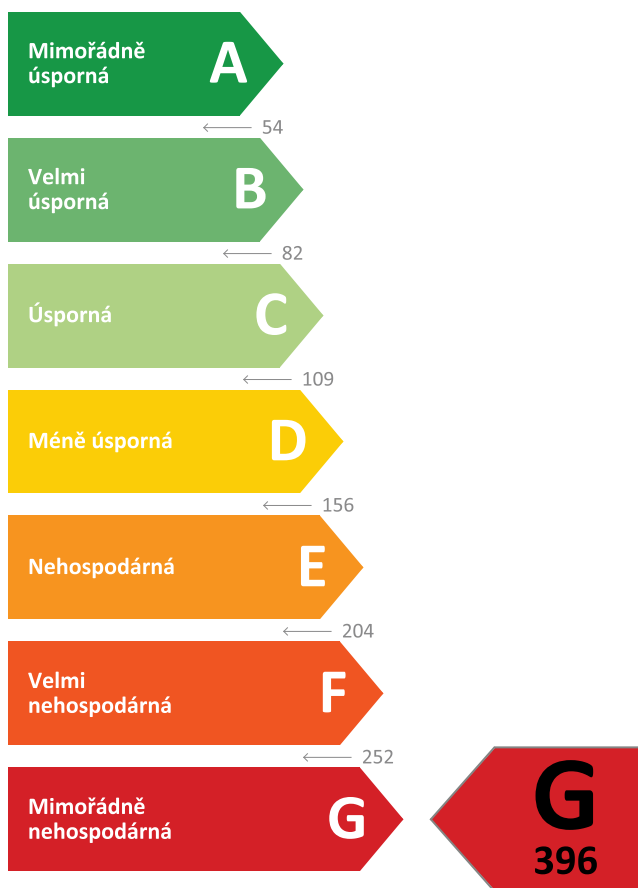 Mimořádně
úsporná
A
54
Velmi
úsporná
B
82
Úsporná
C
109
Méně úsporná
D
156
Nehospodárná
E
204
Velmi
nehospodárná
F
252
Mimořádně
nehospodárná
G
G
396